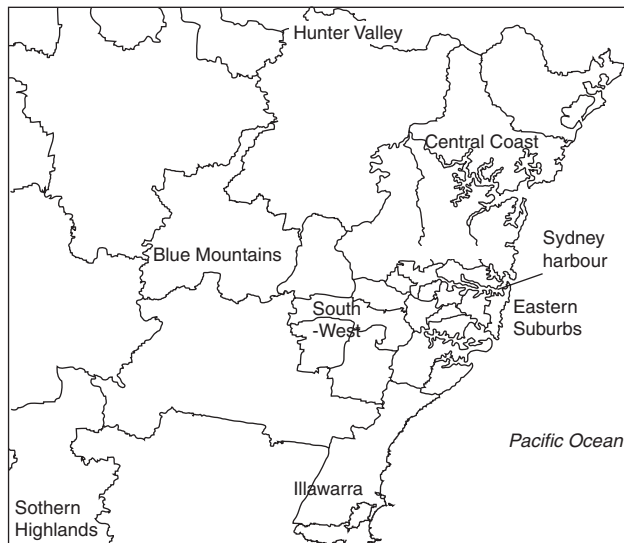 Hunter Valley
Central Coast
Sydney
harbour
Blue Mountains
South
-West
Eastern
Suburbs
Pacific Ocean
Illawarra
Sothern
Highlands